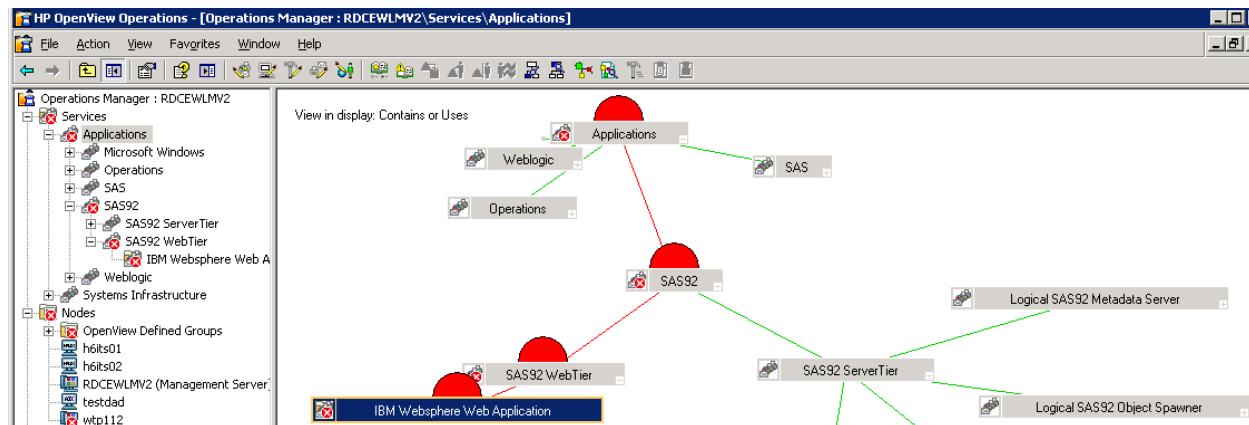 HP OpenView Operations - [Operations Manager : RDCEWLMV2\Services\Applications]
File Action View Favorites Window Help
Operations Manager : RDCEWLMV2
Services
Applications
Microsoft Windows
Operations
SAS
SAS92
SAS92 ServerTier
SAS92 WebTier
IBM Websphere Web A
Weblogic
Systems Infrastructure
Nodes
OpenView Defined Groups
h6its01
h6its02
RDCEWLMV2 (Management Server)
testdad
wtp112
View in display: Contains or Uses
Applications
Weblogic
SAS
Operations
SAS92
Logical SAS92 Metadata Server
SAS92 WebTier
SAS92 ServerTier
IBM Websphere Web Application
Logical SAS92 Object Spawner